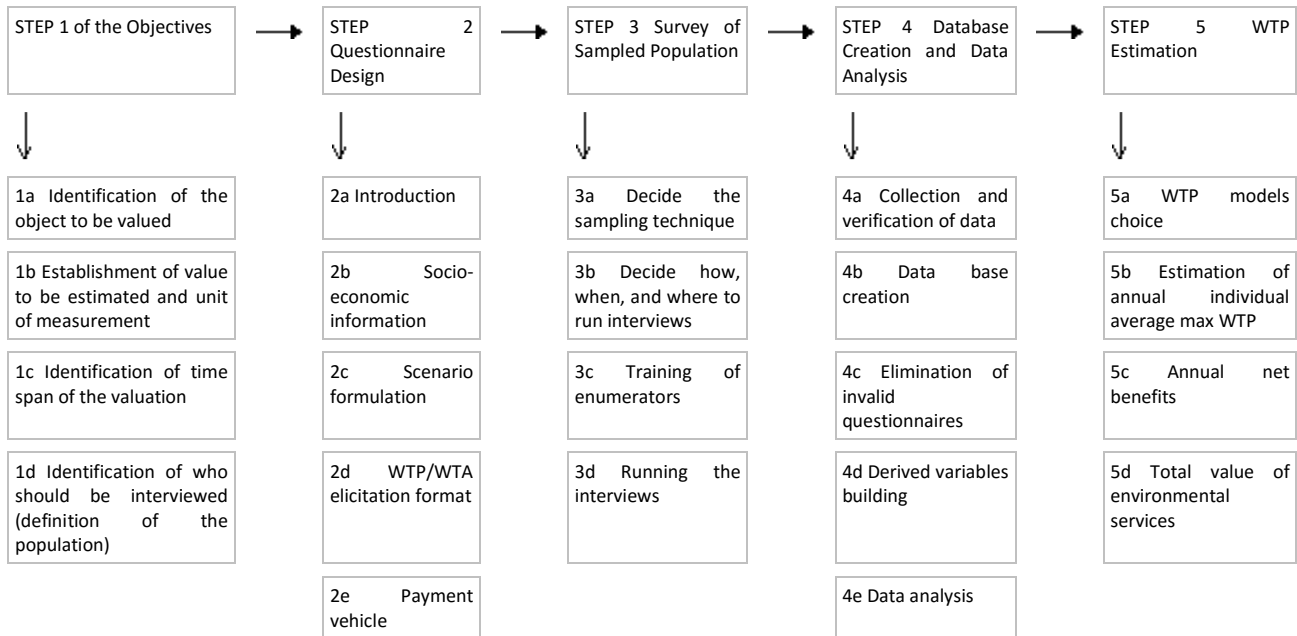 STEP 1 of the Objectives
STEP 2
Questionnaire
Design
STEP 3 Survey of
Sampled Population
STEP 4 Database
Creation and Data
Analysis
STEP 5 WTP
Estimation
1a Identification of the
object to be valued
2a Introduction
3a Decide the
sampling technique
4a Collection and
verification of data
5a WTP models
choice
1b Establishment of value
to be estimated and unit
of measurement
2b Socio-
economic
information
3b Decide how,
when, and where to
run interviews
4b Data base
creation
5b Estimation of
annual individual
average max WTP
1c Identification of time
span of the valuation
2c Scenario
formulation
3c Training of
enumerators
4c Elimination of
invalid
questionnaires
5c Annual net
benefits
1d Identification of who
should be interviewed
(definition of the
population)
2d WTP/WTA
elicitation format
3d Running the
interviews
4d Derived variables
building
5d Total value of
environmental
services
2e Payment
vehicle
4e Data analysis